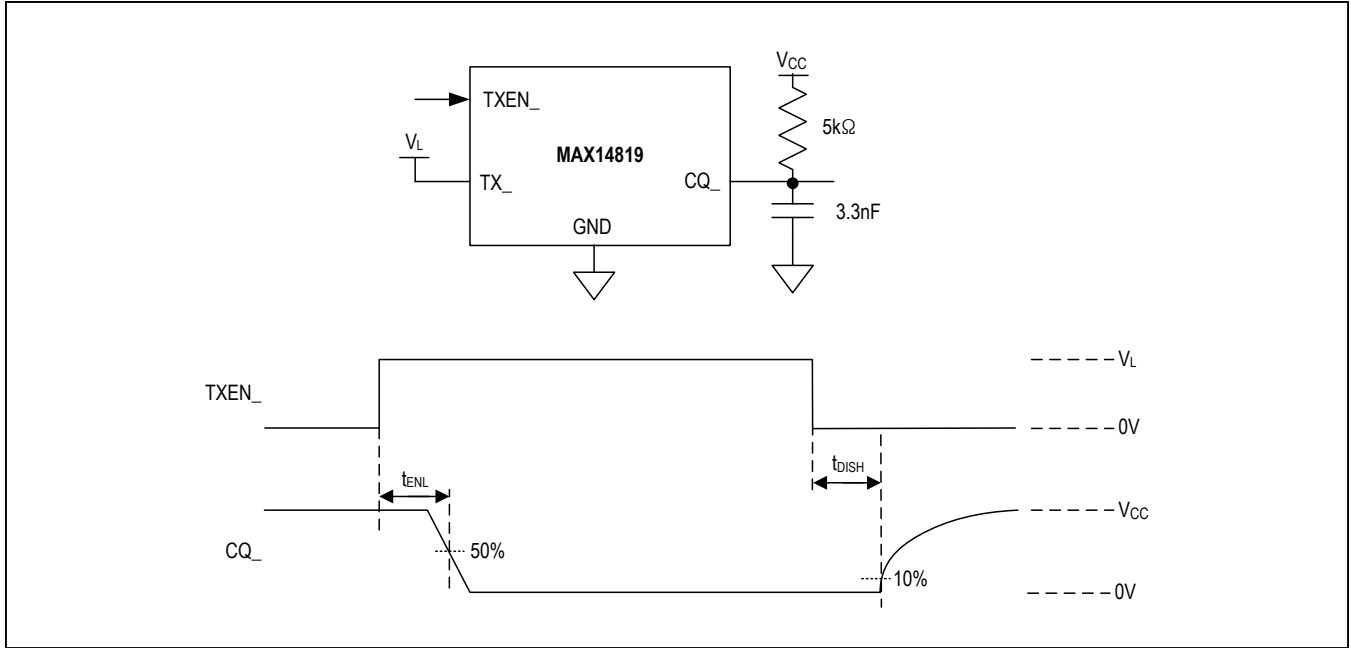 VCC
TXEN_
5kΩ
VL
MAX14819
TX_
CQ_
3.3nF
GND
VL
TXEN_
0V
tENL
tDISH
VCC
CQ_
50%
10%
0V